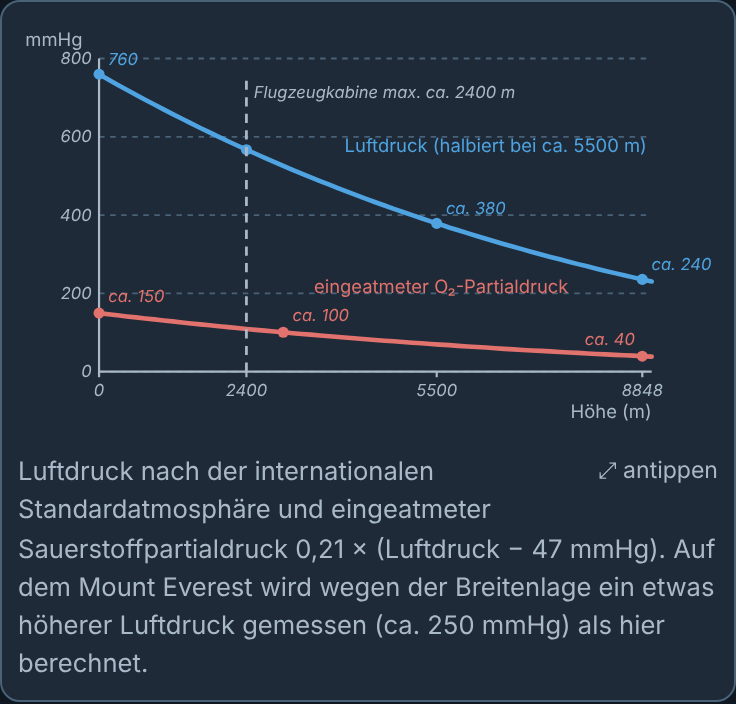 mmHg
800
760
Flugzeugkabine max. ca. 2400 m
600
Luftdruck (halbiert bei ca. 5500 m)
400
ca. 380
ca. 240
200
ca. 150
eingeatmeter O₂-Partialdruck
ca. 100
ca. 40
0
0 2400 5500 8848
Höhe (m)
Luftdruck nach der internationalen
⤢ antippen
Standardatmosphäre und eingeatmeter
Sauerstoffpartialdruck 0,21 × (Luftdruck − 47 mmHg). Auf
dem Mount Everest wird wegen der Breitenlage ein etwas
höherer Luftdruck gemessen (ca. 250 mmHg) als hier
berechnet.